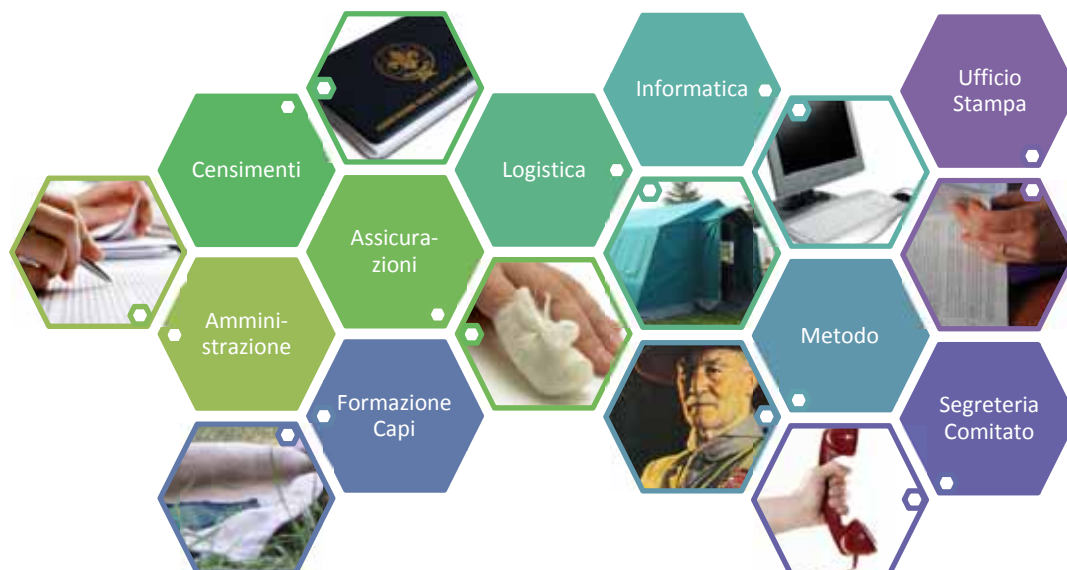 Informatica
Ufficio
Stampa
Censimenti
Logistica
Assicura-
zioni
Ammini-
strazione
Metodo
Formazione
Capi
Segreteria
Comitato